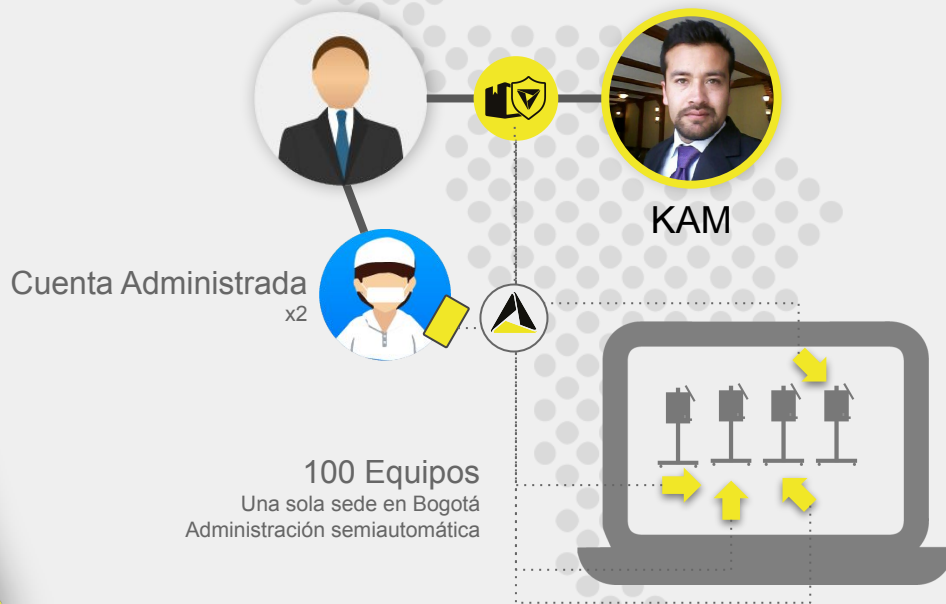 KAM
Cuenta Administrada
x2
100 Equipos
Una sola sede en Bogotá
Administración semiautomática